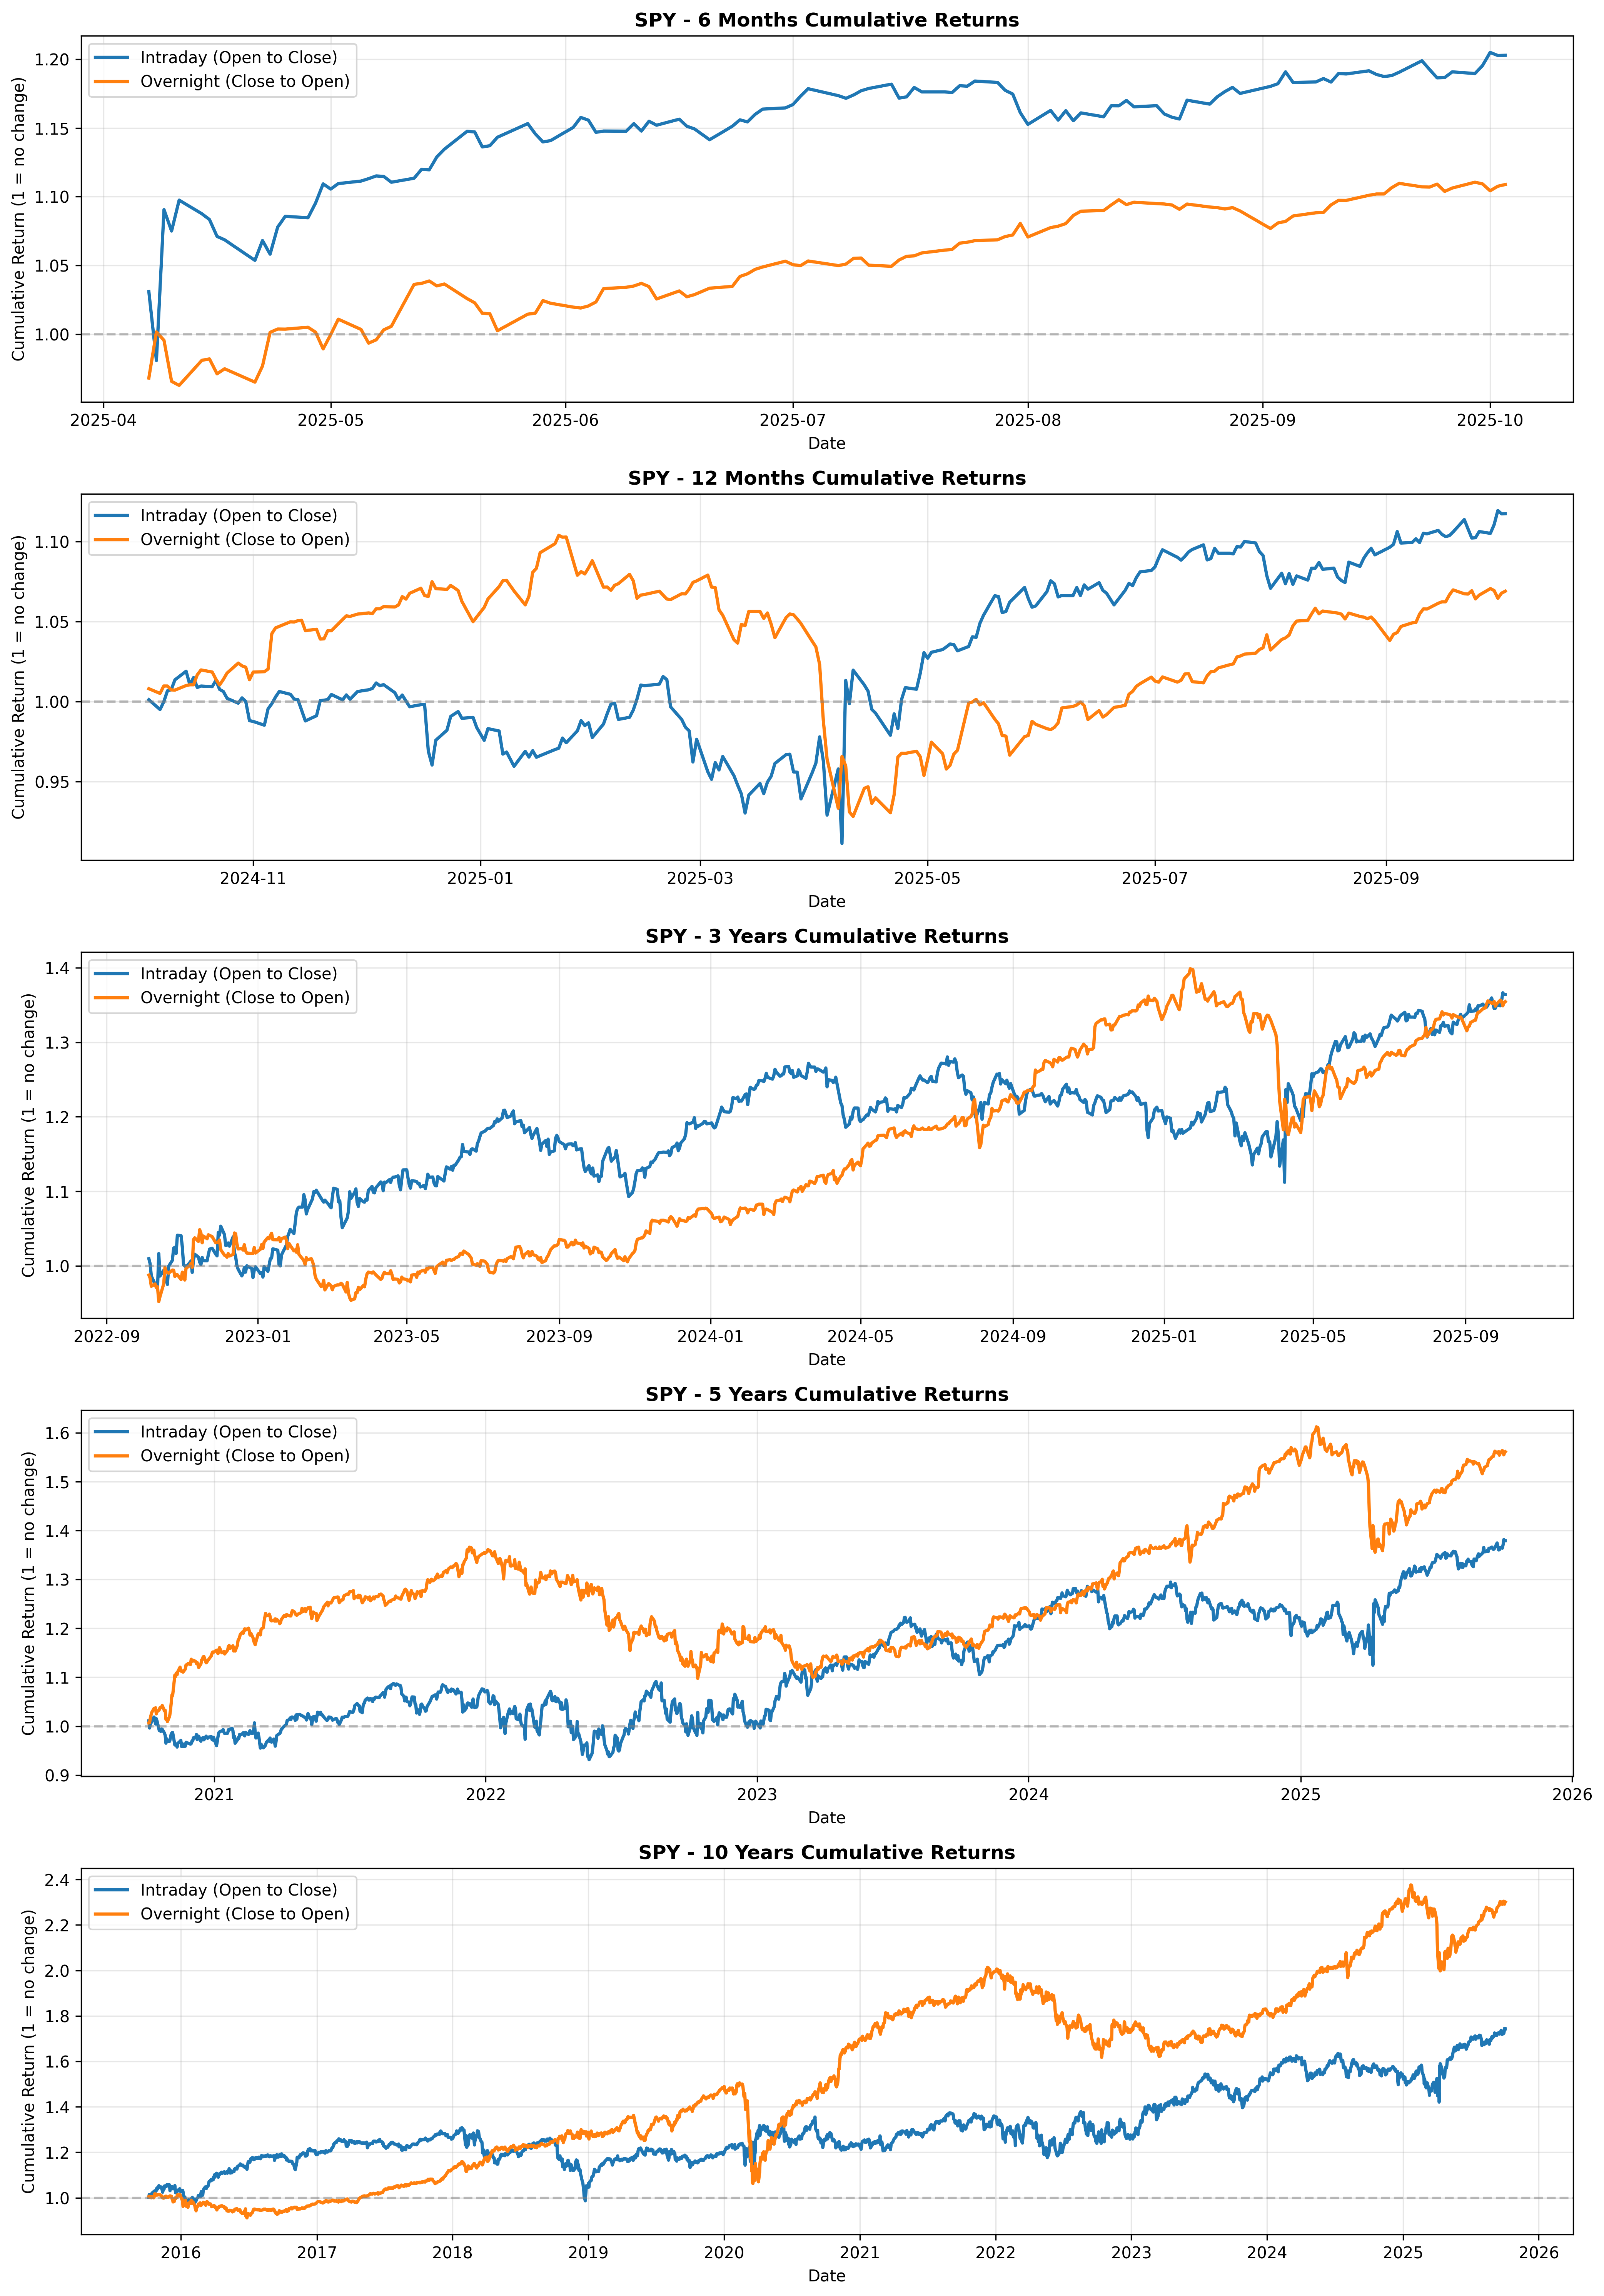 SPY - 6 Months Cumulative Returns
Intraday (Open to Close)
Overnight (Close to Open)
Cumulative Return (1 = no change)
1.20
1.15
1.10
1.05
1.00
2025-04 2025-05 2025-06 2025-07 2025-08 2025-09 2025-10
Date
SPY - 12 Months Cumulative Returns
Intraday (Open to Close)
Overnight (Close to Open)
Cumulative Return (1 = no change)
1.10
1.05
1.00
0.95
2024-11 2025-01 2025-03 2025-05 2025-07 2025-09
Date
SPY - 3 Years Cumulative Returns
Intraday (Open to Close)
Overnight (Close to Open)
Cumulative Return (1 = no change)
1.4
1.3
1.2
1.1
1.0
2022-09 2023-01 2023-05 2023-09 2024-01 2024-05 2024-09 2025-01 2025-05 2025-09
Date
SPY - 5 Years Cumulative Returns
Intraday (Open to Close)
Overnight (Close to Open)
Cumulative Return (1 = no change)
1.6
1.5
1.4
1.3
1.2
1.1
1.0
0.9
2021 2022 2023 2024 2025 2026
Date
SPY - 10 Years Cumulative Returns
Intraday (Open to Close)
Overnight (Close to Open)
Cumulative Return (1 = no change)
2.4
2.2
2.0
1.8
1.6
1.4
1.2
1.0
2016 2017 2018 2019 2020 2021 2022 2023 2024 2025 2026
Date